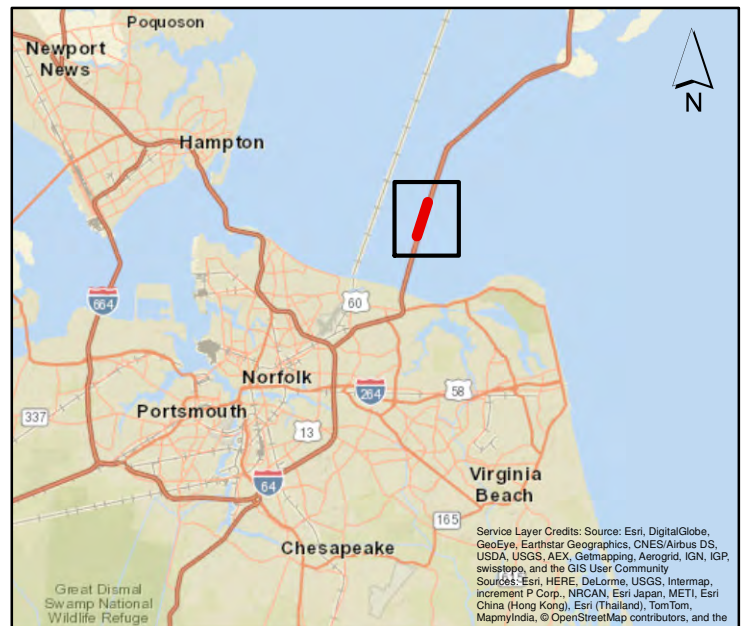 Poquoson
Newport
News
N
Hampton
664
60
Norfolk
264
58
337
Portsmouth
13
64
Virginia
Beach
165
Chesapeake
Great Dismal
Swamp National
Wildlife Refuge
Service Layer Credits: Source: Esri, DigitalGlobe,
GeoEye, Earthstar Geographics, CNES/Airbus DS,
USDA, USGS, AEX, Getmapping, Aerogrid, IGN, IGP,
swisstopo, and the GIS User Community
Sources: Esri, HERE, DeLorme, USGS, Intermap,
increment P Corp., NRCAN, Esri Japan, METI, Esri
China (Hong Kong), Esri (Thailand), TomTom,
MapmyIndia, © OpenStreetMap contributors, and the